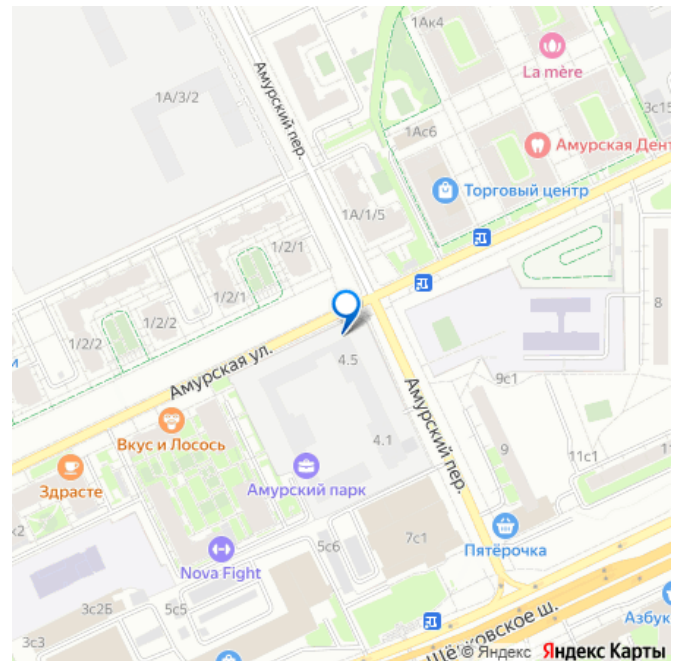 1Ак4
La mère
1А/3/2
Амурский пер.
3с15
1Ас6
Амурская Дент
Торговый центр
1А/1/5
1/2/1
1/2/1
8
1/2/2
и
1/2/2
4.5
Амурская ул.
9с1
Амурский пер.
Вкус и Лосось
4.1
9
11с1
11
Здрасте
Амурский парк
к2
5с6
7с1
Пятёрочка
Nova Fight
3с2Б
5с5
Азбук
3с3
Щёлковское ш.
© Яндекс Яндекс Карты